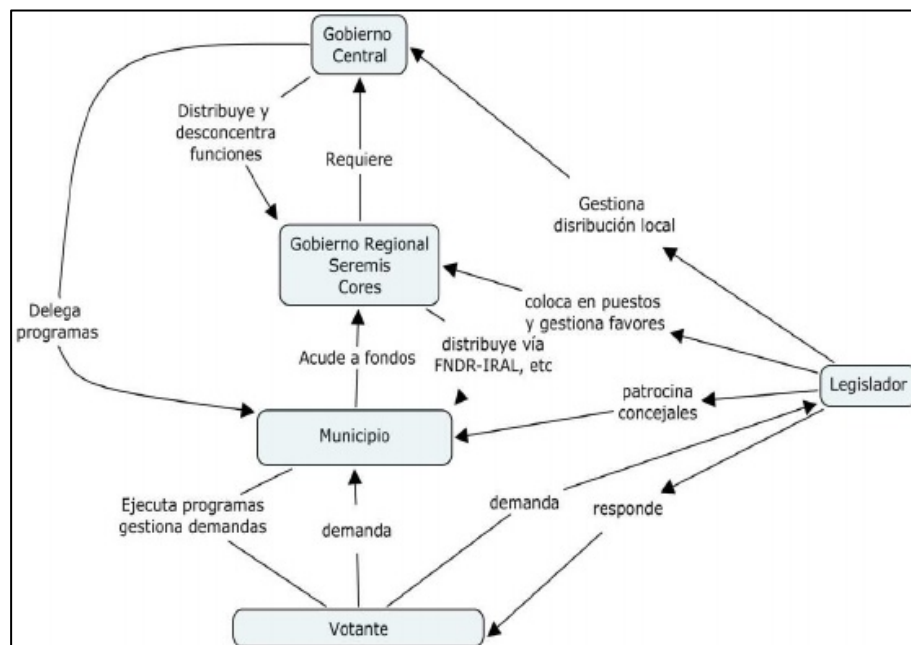 Gobierno
Central
Distribuye y
desconcentra
funciones
Requiere
Gestiona
disribución local
Gobierno Regional
Seremis
Cores
Delega
programas
coloca en puestos
y gestiona favores
distribuye vía
FNDR-IRAL, etc
Acude a fondos
Legislador
patrocina
concejales
Municipio
Ejecuta programas
gestiona demandas
demanda
demanda
responde
Votante